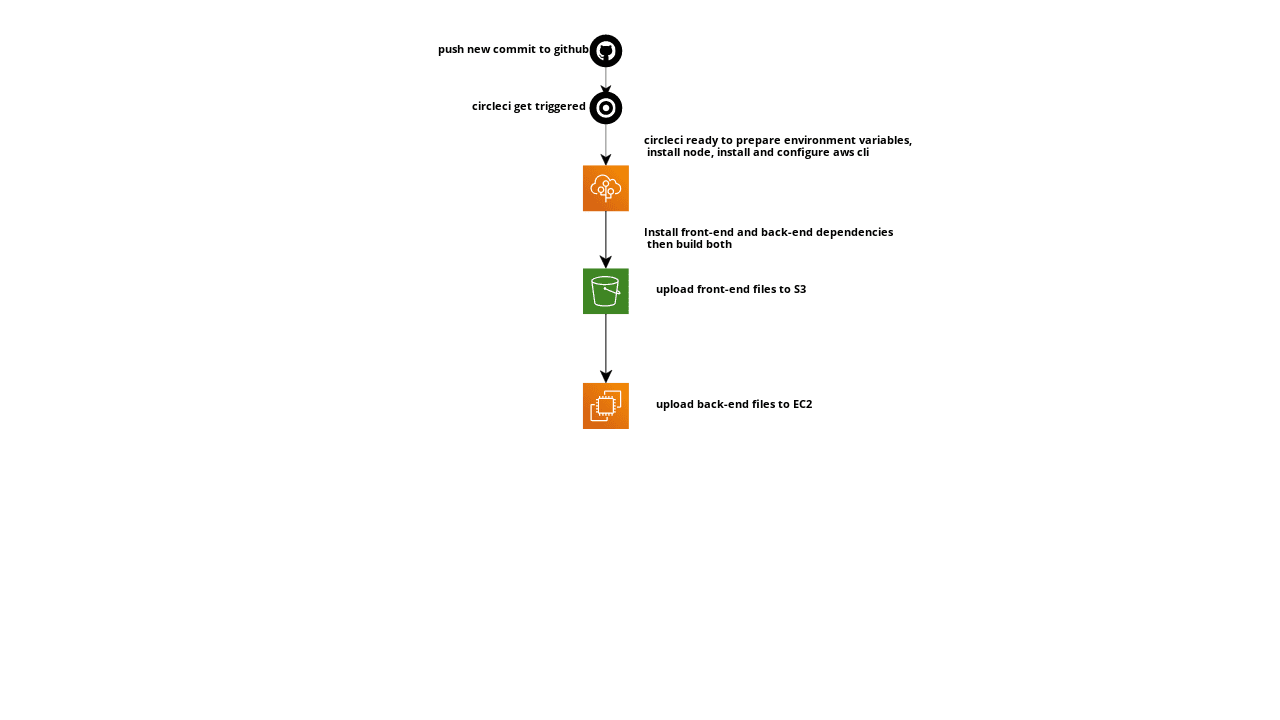 push new commit to github
circleci get triggered
circleci ready to prepare environment variables,
install node, install and configure aws cli
Install front-end and back-end dependencies
then build both
upload front-end files to S3
upload back-end files to EC2